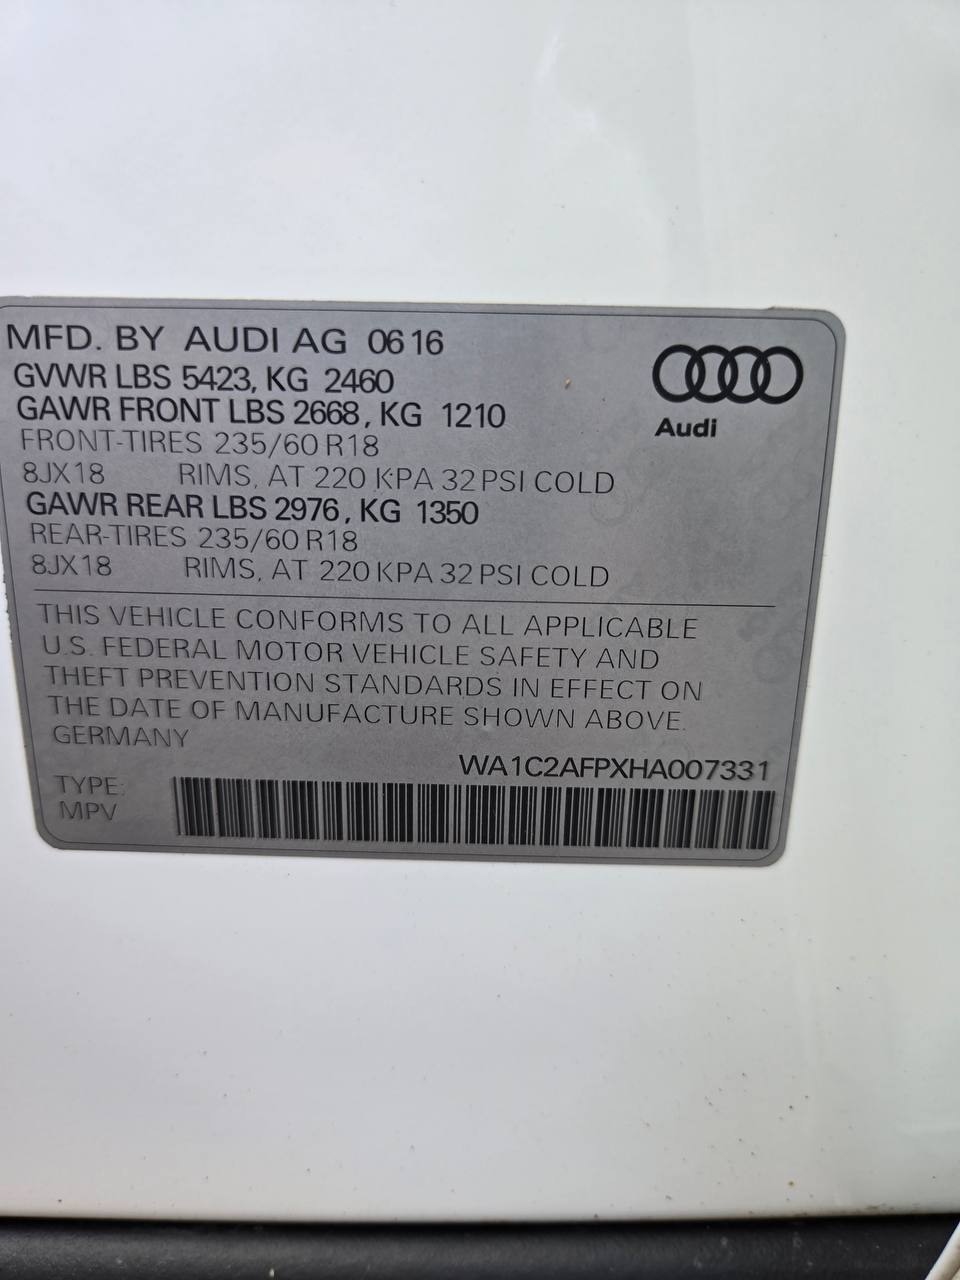 MFD. BY AUDI AG 06 16
GVWR LBS 5423, KG 2460
GAWR FRONT LBS 2668, KG 1210
FRONT-TIRES 235/60 R18
8JX18 RIMS, AT 220 KPA 32 PSI COLD
GAWR REAR LBS 2976, KG 1350
REAR-TIRES 235/60 R18
8JX18 RIMS, AT 220 KPA 32 PSI COLD
Audi
THIS VEHICLE CONFORMS TO ALL APPLICABLE
U.S. FEDERAL MOTOR VEHICLE SAFETY AND
THEFT PREVENTION STANDARDS IN EFFECT ON
THE DATE OF MANUFACTURE SHOWN ABOVE.
GERMANY
WA1C2AFPXHA007331
TYPE:
MPV